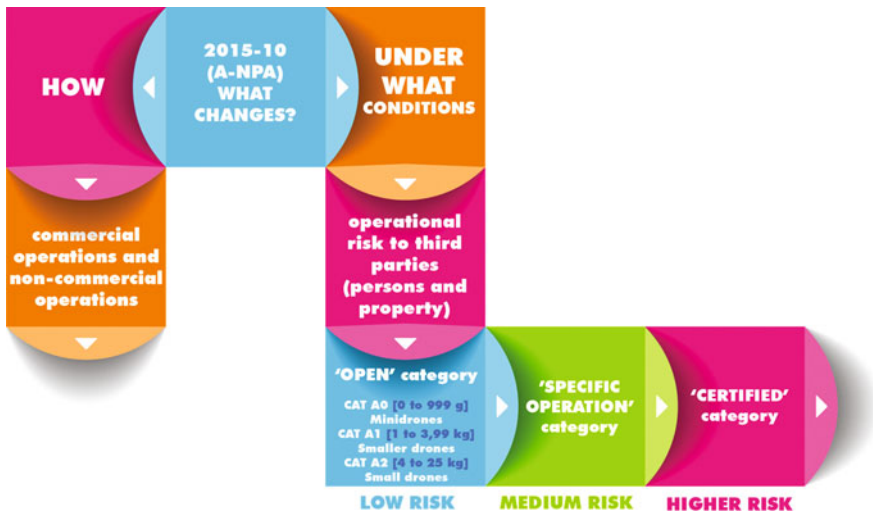 HOW
2015-10
(A-NPA)
WHAT
CHANGES?
UNDER
WHAT
CONDITIONS
commercial
operations and
non-commercial
operations
operational
risk to third
parties
(persons and
property)
'OPEN' category
CAT A0 [0 to 999 g]
Minidrones
CAT A1 [1 to 3,99 kg]
Smaller drones
CAT A2 [4 to 25 kg]
Small drones
'SPECIFIC
OPERATION'
category
'CERTIFIED'
category
LOW RISK
MEDIUM RISK
HIGHER RISK